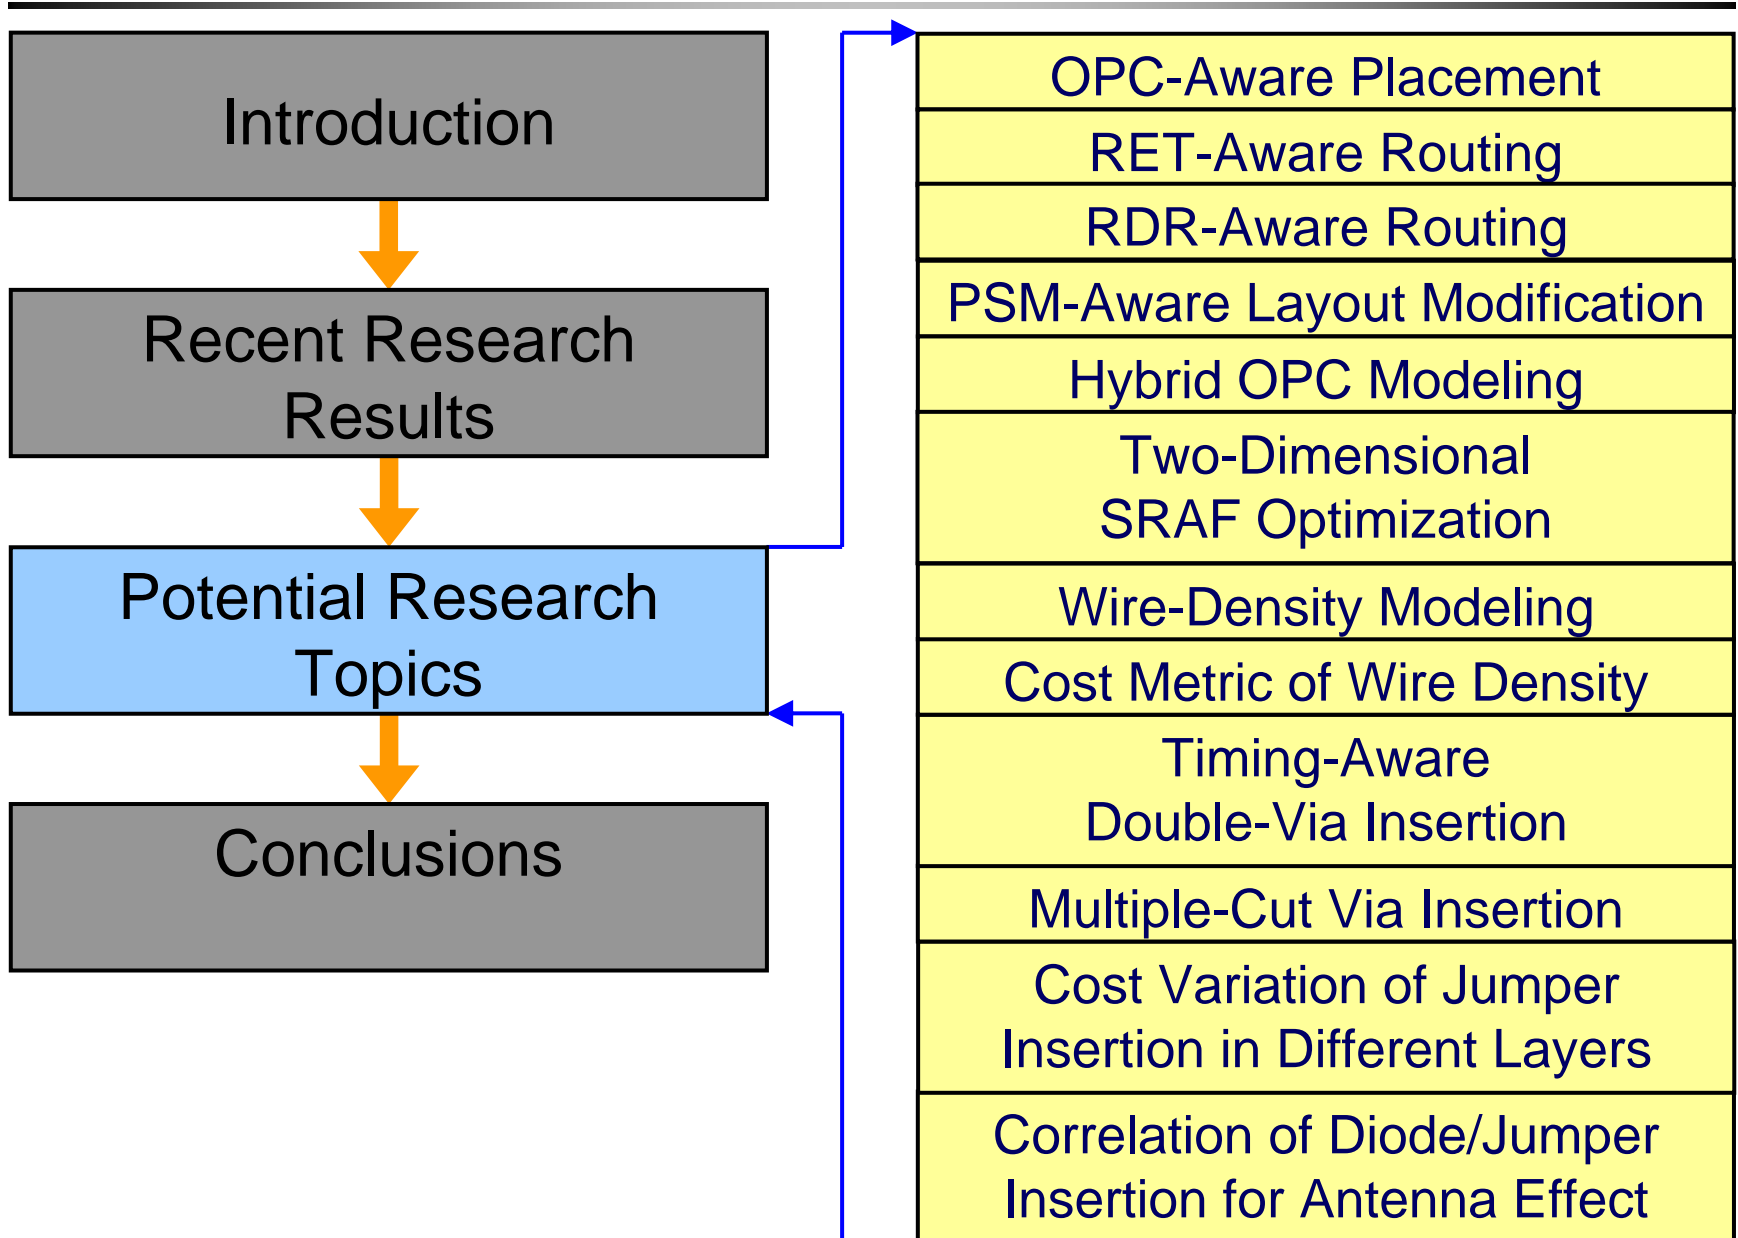 Introduction
Recent Research
Results
Potential Research
Topics
Conclusions
OPC-Aware Placement
RET-Aware Routing
RDR-Aware Routing
PSM-Aware Layout Modification
Hybrid OPC Modeling
Two-Dimensional
SRAF Optimization
Wire-Density Modeling
Cost Metric of Wire Density
Timing-Aware
Double-Via Insertion
Multiple-Cut Via Insertion
Cost Variation of Jumper
Insertion in Different Layers
Correlation of Diode/Jumper
Insertion for Antenna Effect